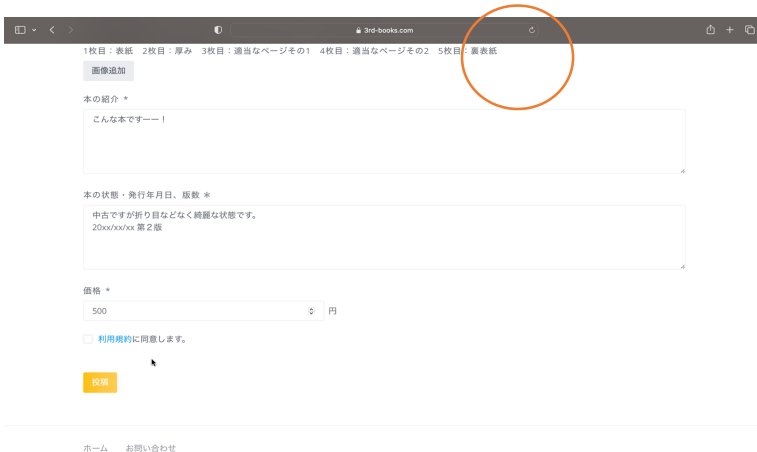 3rd-books.com
1枚目：表紙　2枚目：厚み　3枚目：適当なページその1　4枚目：適当なページその2　5枚目：裏表紙
画像追加
本の紹介 *
こんな本ですーー！
本の状態・発行年月日、版数 ＊
中古ですが折り目などなく綺麗な状態です。
20xx/xx/xx 第２版
価格 *
500 円
利用規約に同意します。
投稿
ホーム　お問い合わせ